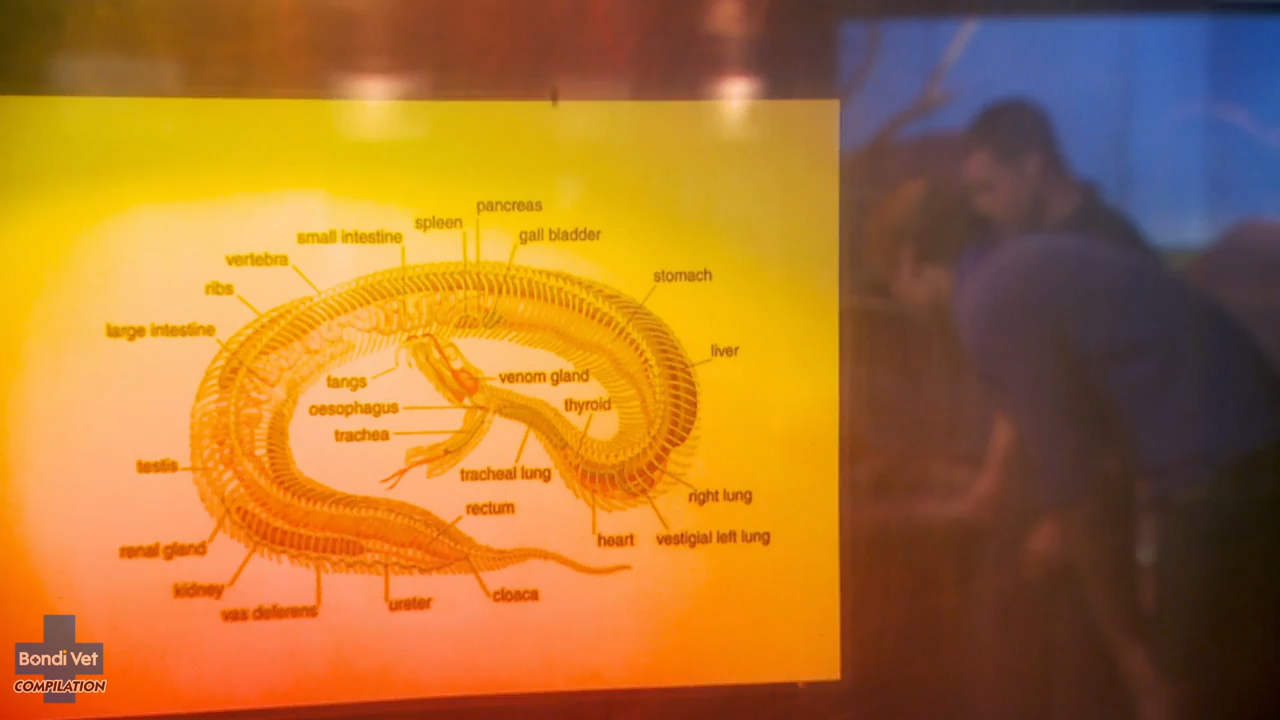 pancreas
spleen
small intestine
gall bladder
vertebra
stomach
ribs
large intestine
liver
fangs
venom gland
oesophagus
thyroid
trachea
testis
tracheal lung
right lung
rectum
heart
vestigial left lung
renal gland
kidney
cloaca
vas deferens
ureter
Bondi Vet
COMPILATION